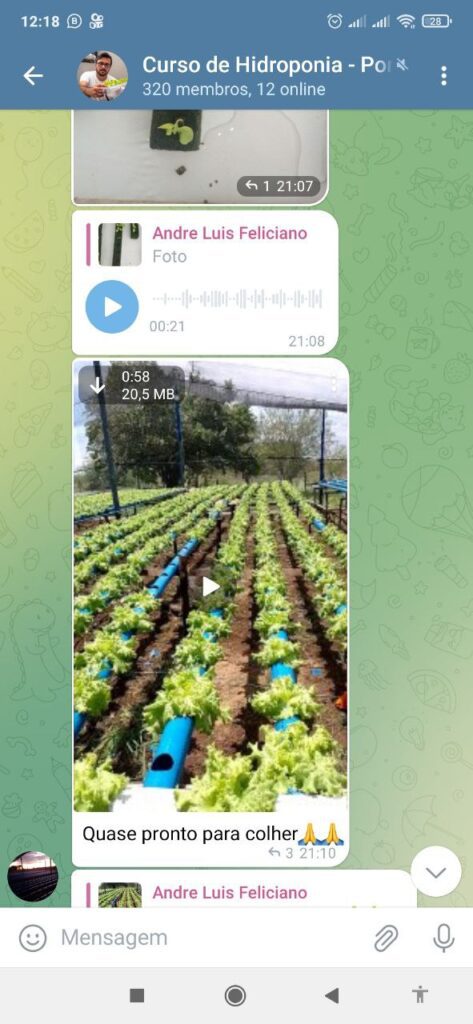 12:18
28
Curso de Hidroponia - Po
320 membros, 12 online
1 21:07
Andre Luis Feliciano
Foto
00:21
21:08
0:58
20,5 MB
Quase pronto para colher🙏🙏
3 21:10
Andre Luis Feliciano
Mensagem